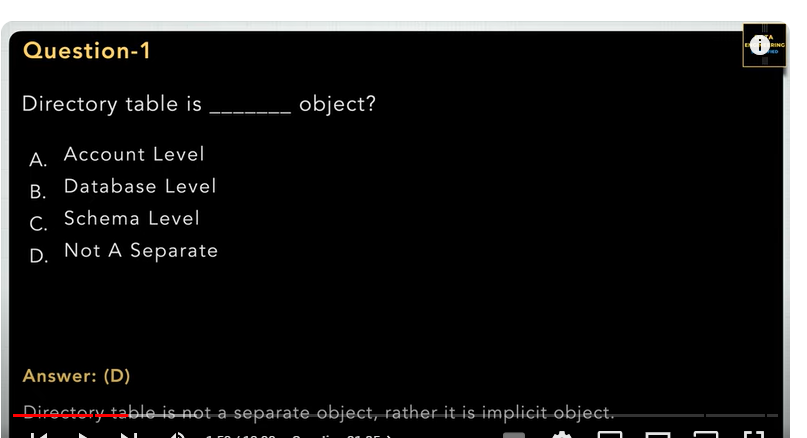 Question-1
Directory table is _______ object?
A. Account Level
B. Database Level
C. Schema Level
D. Not A Separate
Answer: (D)
Directory table is not a separate object, rather it is implicit object.